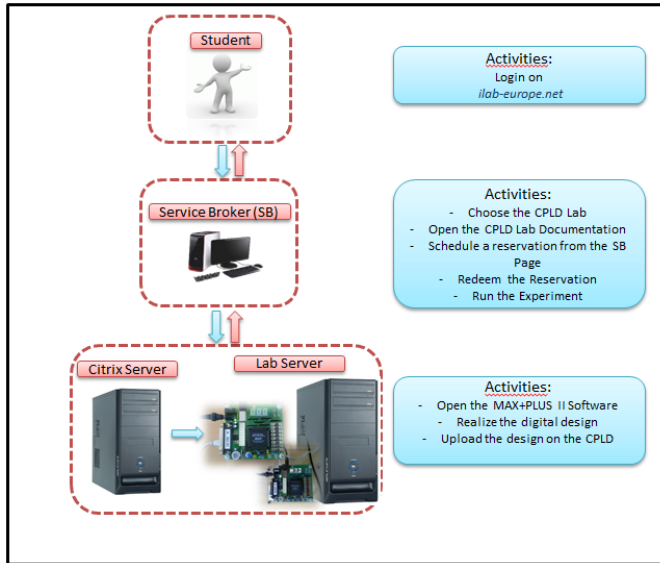 Student
Activities:
Login on
ilab-europe.net
Service Broker (SB)
Activities:
- Choose the CPLD Lab
- Open the CPLD Lab Documentation
- Schedule a reservation from the SB
Page
- Redeem the Reservation
- Run the Experiment
Citrix Server
Lab Server
Activities:
- Open the MAX+PLUS II Software
- Realize the digital design
- Upload the design on the CPLD